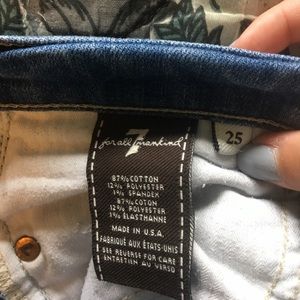 7
for all mankind
25
87% COTTON
12% POLYESTER
1% SPANDEX
87% COTON
12% POLYESTER
1% ELASTHANNE
MADE IN U.S.A.
FABRIQUÉ AUX ÉTATS-UNIS
SEE REVERSE FOR CARE
ENTRETIEN AU VERSO